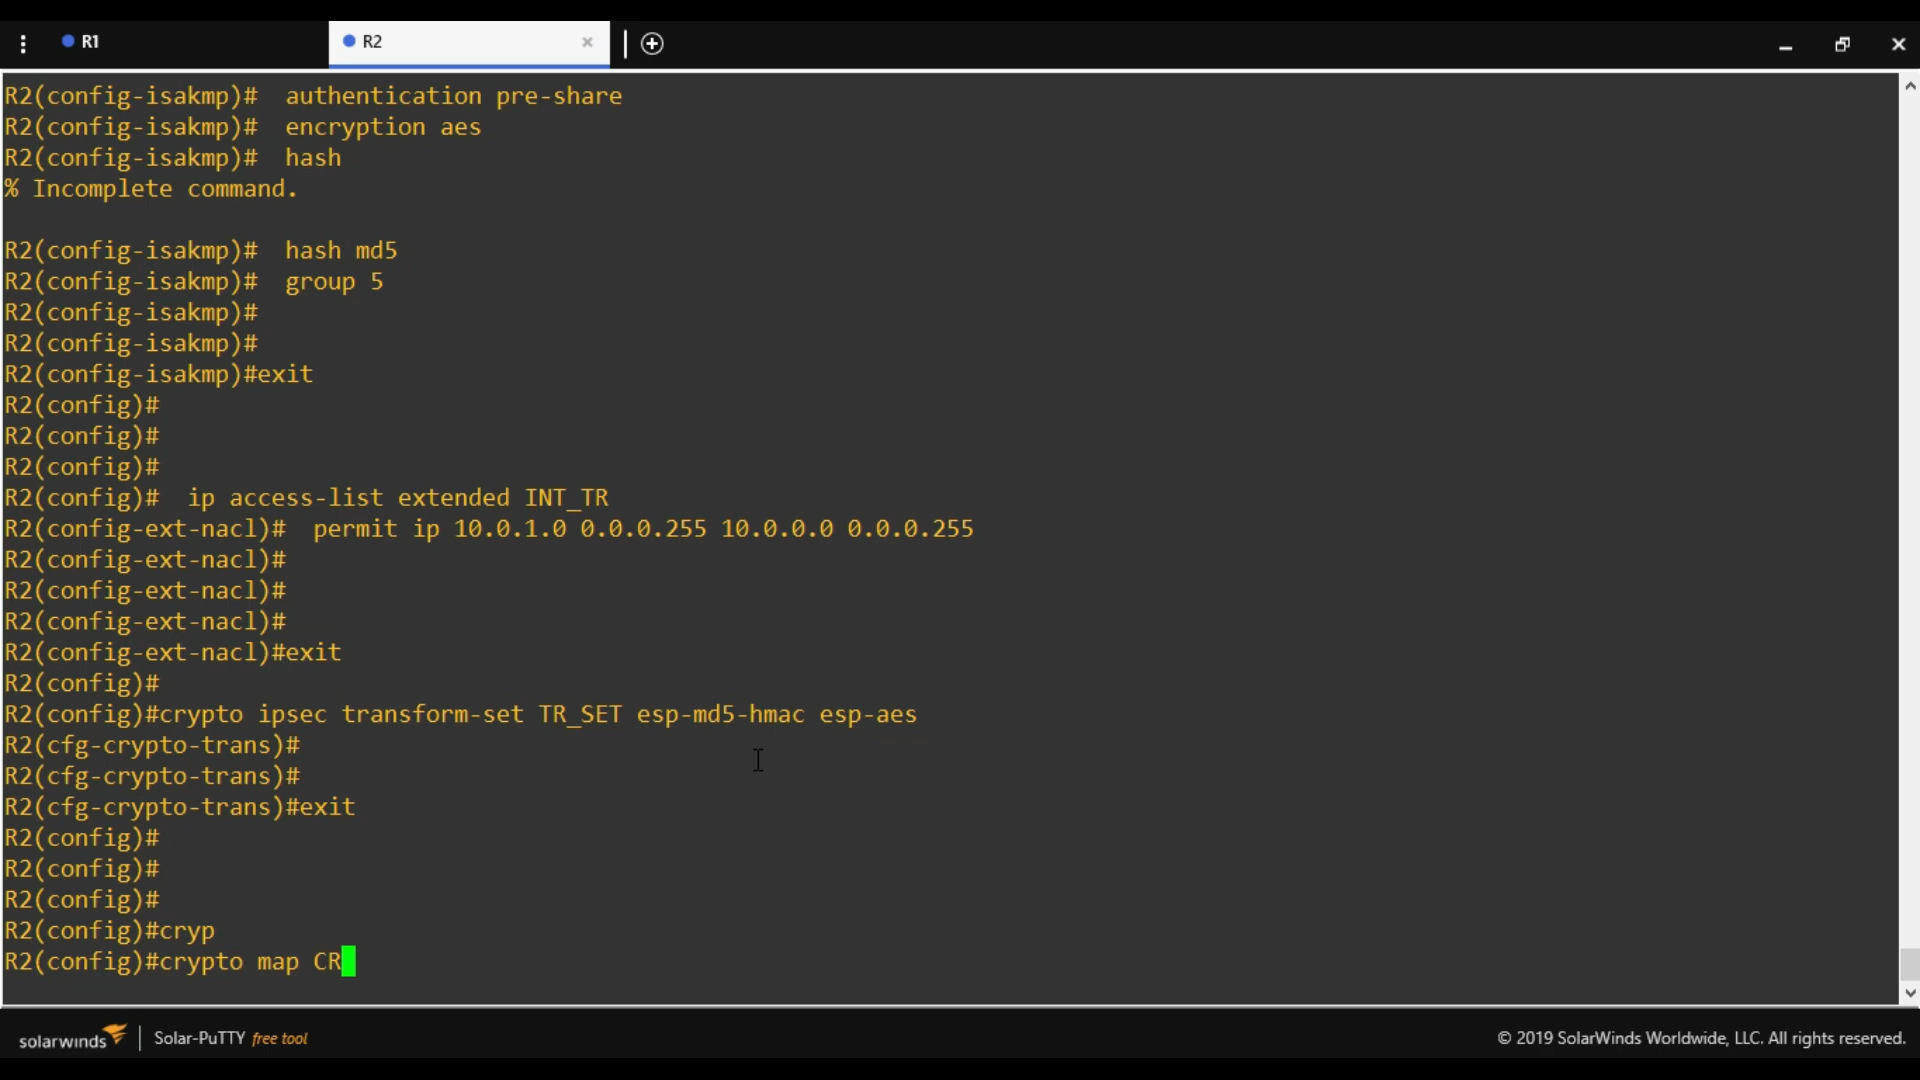 R1
R2
R2(config-isakmp)#  authentication pre-share
R2(config-isakmp)#  encryption aes
R2(config-isakmp)#  hash
% Incomplete command.
R2(config-isakmp)#  hash md5
R2(config-isakmp)#  group 5
R2(config-isakmp)#
R2(config-isakmp)#
R2(config-isakmp)#exit
R2(config)#
R2(config)#
R2(config)#
R2(config)#  ip access-list extended INT_TR
R2(config-ext-nacl)#  permit ip 10.0.1.0 0.0.0.255 10.0.0.0 0.0.0.255
R2(config-ext-nacl)#
R2(config-ext-nacl)#
R2(config-ext-nacl)#
R2(config-ext-nacl)#exit
R2(config)#
R2(config)#crypto ipsec transform-set TR_SET esp-md5-hmac esp-aes
R2(cfg-crypto-trans)#
R2(cfg-crypto-trans)#
R2(cfg-crypto-trans)#exit
R2(config)#
R2(config)#
R2(config)#
R2(config)#cryp
R2(config)#crypto map CR
solarwinds | Solar-PuTTY free tool
© 2019 SolarWinds Worldwide, LLC. All rights reserved.